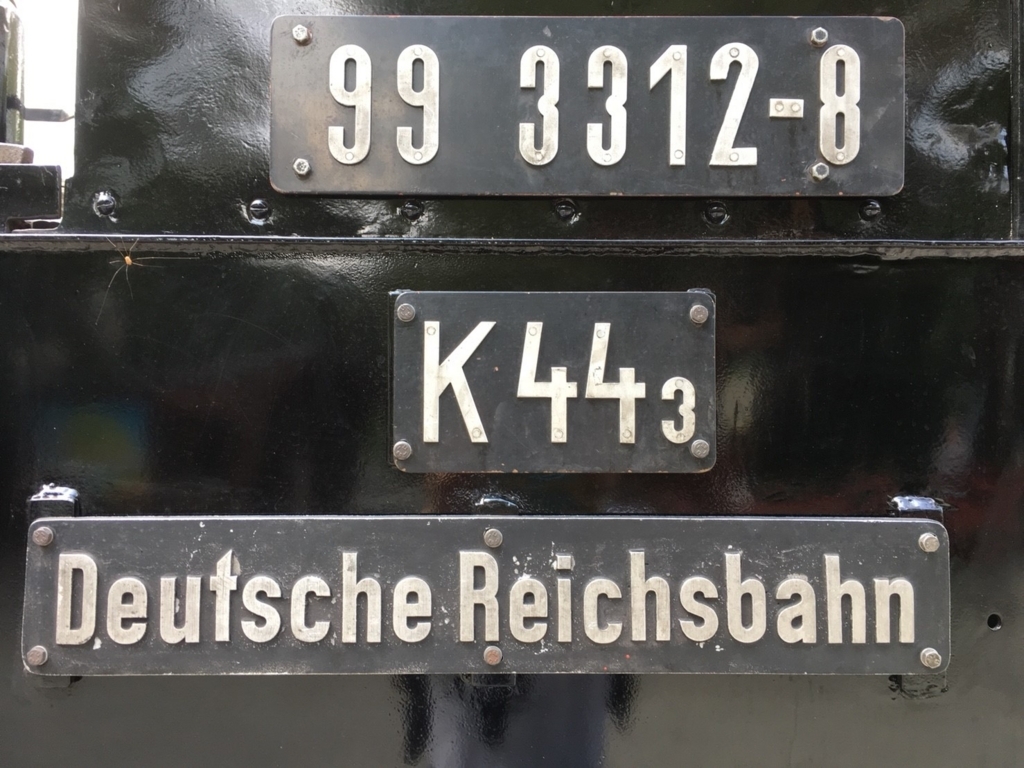 99 3312-8
K 44 3
Deutsche Reichsbahn